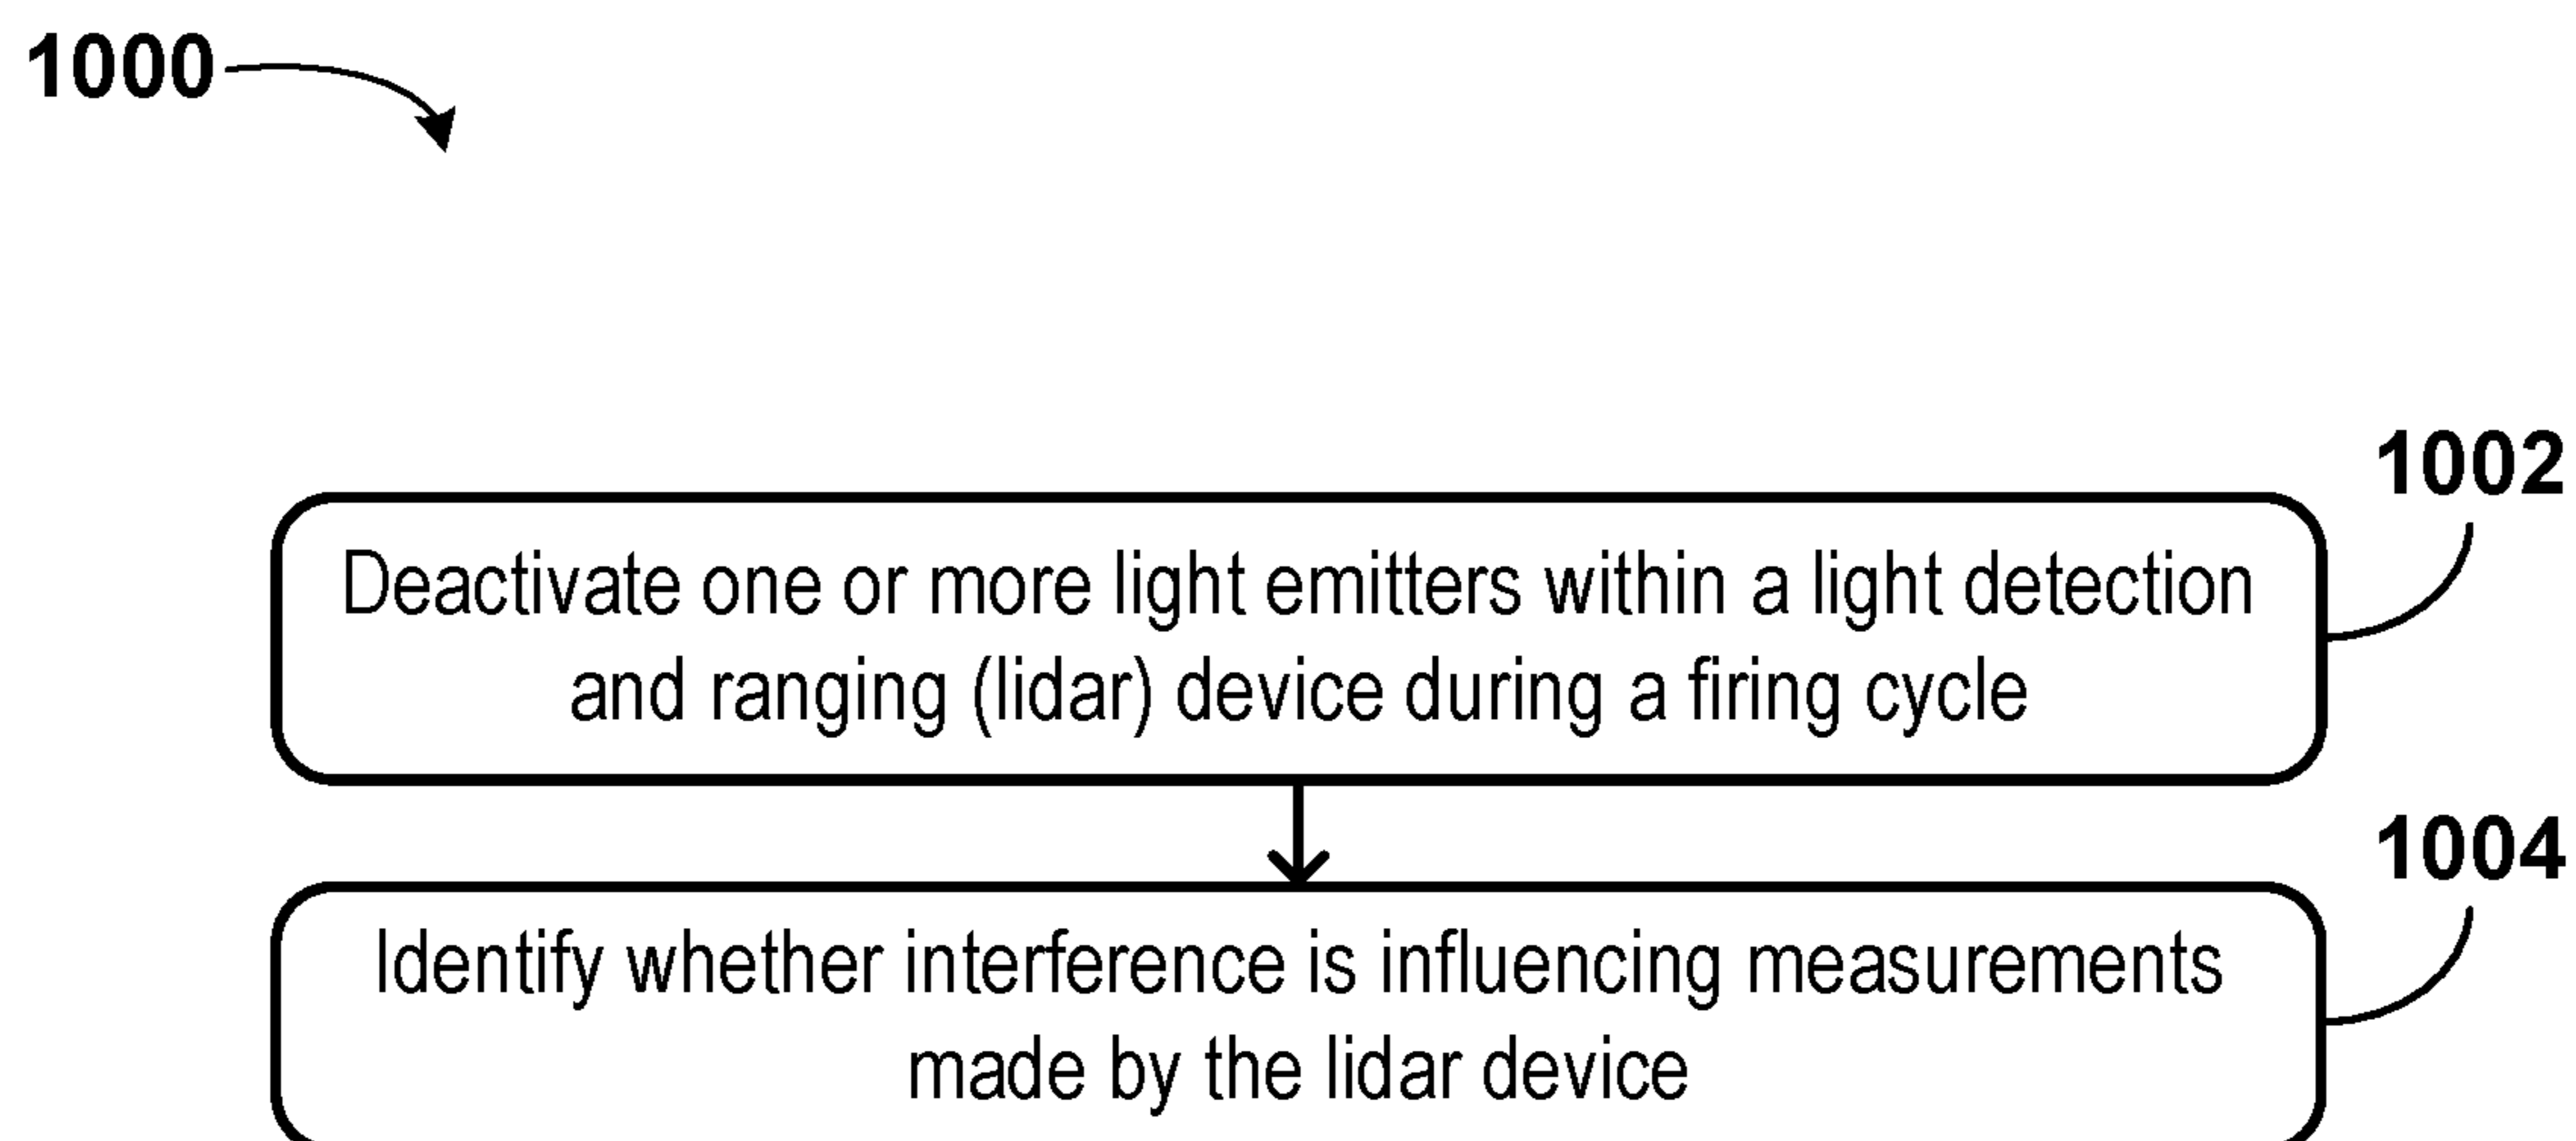 1000
1002
Deactivate one or more light emitters within a light detection
and ranging (lidar) device during a firing cycle
1004
Identify whether interference is influencing measurements
made by the lidar device